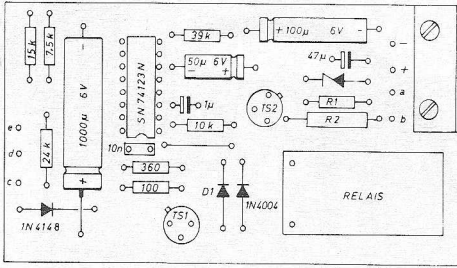 15k
7.5k
- 1000µ 6V +
SN74123N
39k
50µ 6V
- +
1µ
10k
10n
360
100
+ 100µ 6V -
47µ
-
+
a
b
TS2
R1
R2
e
d
c
24k
1N4148
TS1
D1
1N4004
RELAIS